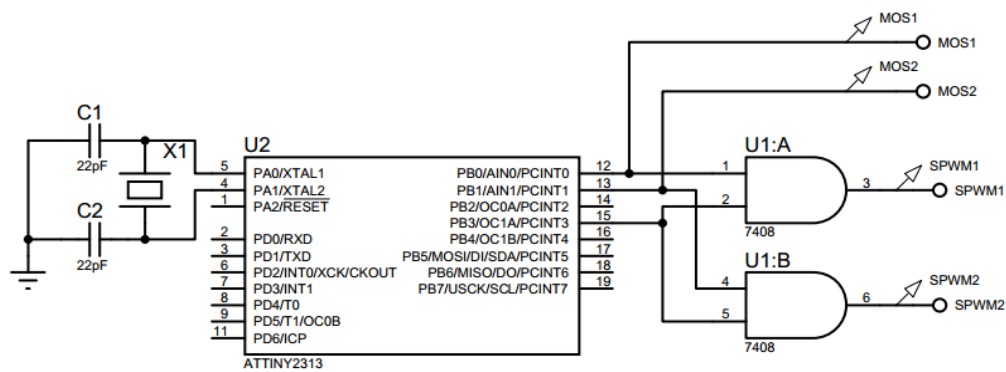 MOS1
MOS1
MOS2
MOS2
C1
22pF
X1
C2
22pF
U2
5 PA0/XTAL1 PB0/AIN0/PCINT0 12
4 PA1/XTAL2 PB1/AIN1/PCINT1 13
1 PA2/RESET PB2/OC0A/PCINT2 14
PB3/OC1A/PCINT3 15
2 PD0/RXD PB4/OC1B/PCINT4 16
3 PD1/TXD PB5/MOSI/DI/SDA/PCINT5 17
6 PD2/INT0/XCK/CKOUT PB6/MISO/DO/PCINT6 18
7 PD3/INT1 PB7/USCK/SCL/PCINT7 19
8 PD4/T0
9 PD5/T1/OC0B
11 PD6/ICP
ATTINY2313
U1:A
1
2
3
7408
SPWM1
SPWM1
U1:B
4
5
6
7408
SPWM2
SPWM2